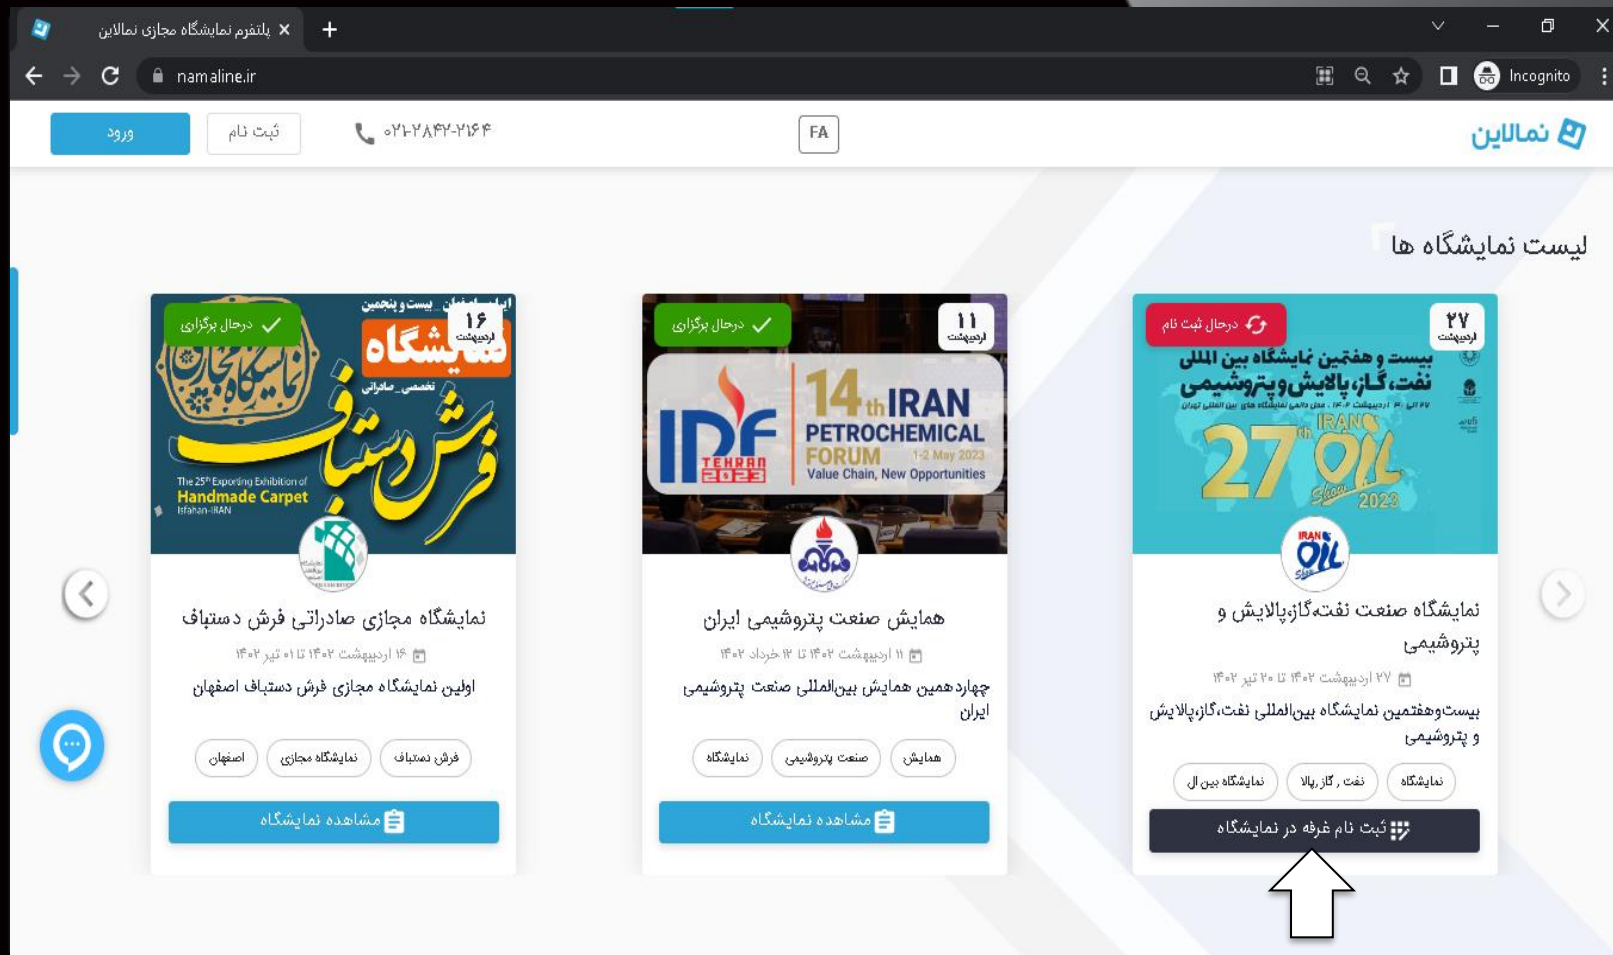 پلتفرم نمایشگاه مجازی نمالاین
namaline.ir
Incognito
نمالاین
FA
۰۲۱-۲۸۴۲-۲۱۶۴
ثبت نام
ورود
لیست نمایشگاه ها
۲۷
اردیبهشت
درحال ثبت نام
بیست و هفتمین نمایشگاه بین المللی
نفت، گـاز، پالایش و پتروشیمی
27th IRAN
OIL
Show
2023
IRAN
OIL
Show
نمایشگاه صنعت نفت،گاز،پالایش و
پتروشیمی
۲۷ اردیبهشت ۱۴۰۲ تا ۲۰ تیر ۱۴۰۲
بیست‌وهفتمین نمایشگاه بین‌المللی نفت،گاز،پالایش
و پتروشیمی
نمایشگاه
نفت , گاز ,پالا
نمایشگاه بین ال
ثبت نام غرفه در نمایشگاه
۱۱
اردیبهشت
درحال برگزاری
IPF
TEHRAN
2023
14th IRAN
PETROCHEMICAL
FORUM 1-2 May 2023
Value Chain, New Opportunities
همایش صنعت پتروشیمی ایران
۱۱ اردیبهشت ۱۴۰۲ تا ۱۲ خرداد ۱۴۰۲
چهاردهمین همایش بین‌المللی صنعت پتروشیمی
ایران
همایش
صنعت پتروشیمی
نمایشگاه
مشاهده نمایشگاه
۱۶
اردیبهشت
درحال برگزاری
بیست و پنجمین
نمایشگاه
تخصصی_صادراتی
فرش دستباف
The 25th Exporting Exhibition of
Handmade Carpet
Isfahan-IRAN
نمایشگاه مجازی صادراتی فرش دستباف
۱۶ اردیبهشت ۱۴۰۲ تا ۰۱ تیر ۱۴۰۲
اولین نمایشگاه مجازی فرش دستباف اصفهان
فرش دستباف
نمایشگاه مجازی
اصفهان
مشاهده نمایشگاه